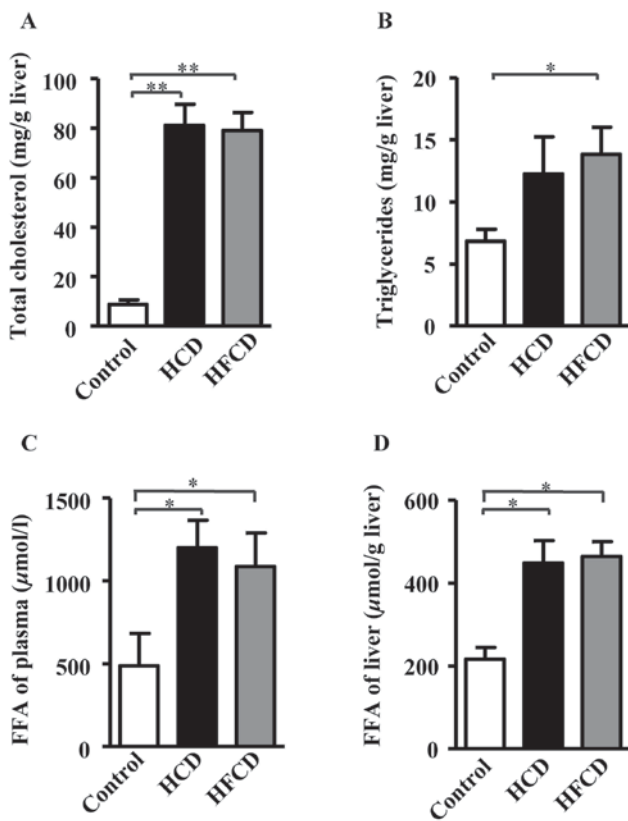 A
Total cholesterol (mg/g liver)
100
80
60
40
20
0
**
**
Control
HCD
HFCD
B
Triglycerides (mg/g liver)
20
15
10
5
0
*
Control
HCD
HFCD
C
FFA of plasma (µmol/l)
1500
1000
500
0
*
*
Control
HCD
HFCD
D
FFA of liver (µmol/g liver)
600
400
200
0
*
*
Control
HCD
HFCD